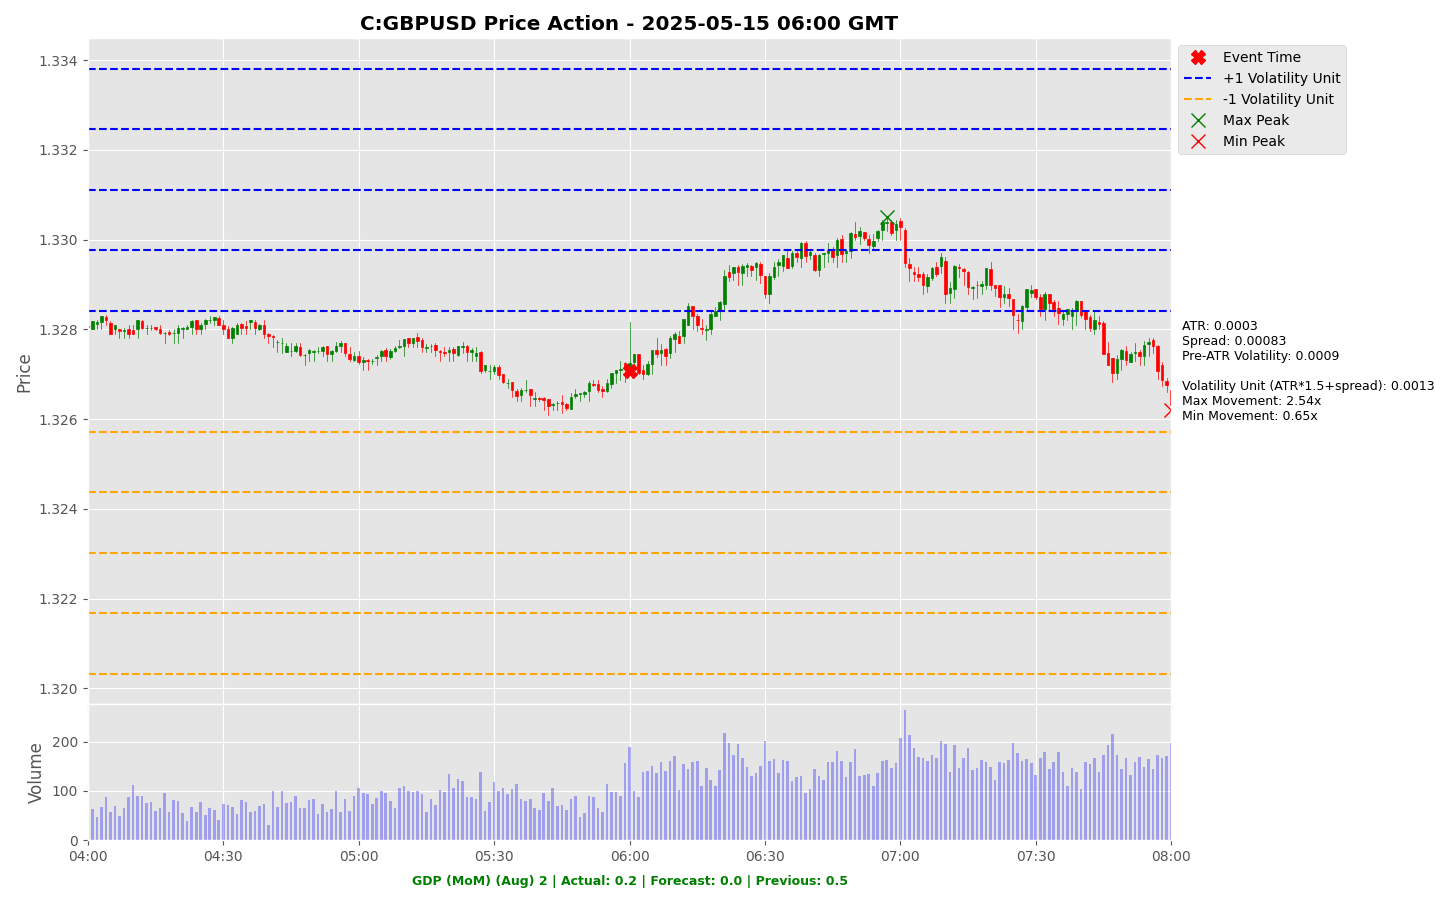 C:GBPUSD Price Action - 2025-05-15 06:00 GMT
Event Time
+1 Volatility Unit
-1 Volatility Unit
Max Peak
Min Peak
Price
1.334
1.332
1.330
1.328
1.326
1.324
1.322
1.320
ATR: 0.0003
Spread: 0.00083
Pre-ATR Volatility: 0.0009
Volatility Unit (ATR*1.5+spread): 0.0013
Max Movement: 2.54x
Min Movement: 0.65x
Volume
200
100
0
04:00 04:30 05:00 05:30 06:00 06:30 07:00 07:30 08:00
GDP (MoM) (Aug) 2 | Actual: 0.2 | Forecast: 0.0 | Previous: 0.5